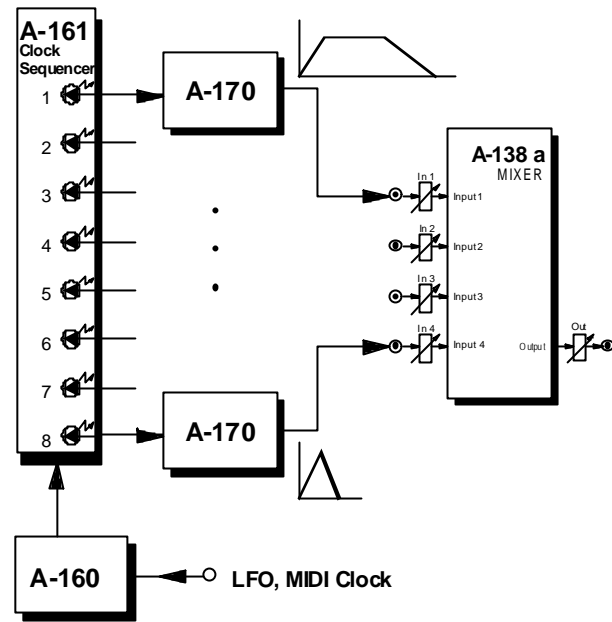 A-161
Clock
Sequencer
1
2
3
4
5
6
7
8
A-170
A-170
A-138 a
MIXER
In 1
Input1
In 2
Input2
In 3
Input3
In 4
Input 4
Output
Out
A-160
LFO, MIDI Clock